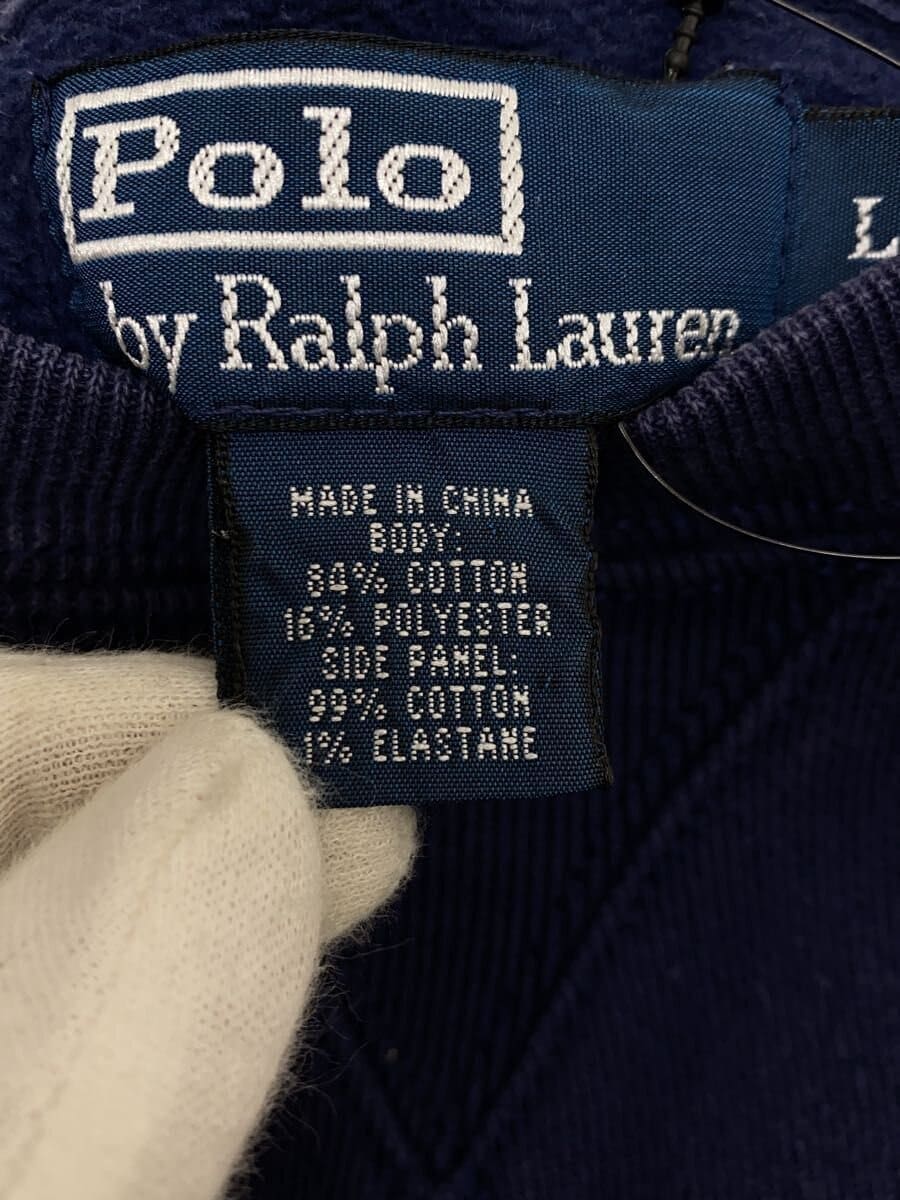 Polo
by Ralph Lauren
L
MADE IN CHINA
BODY:
84% COTTON
16% POLYESTER
SIDE PANEL:
99% COTTON
1% ELASTANE